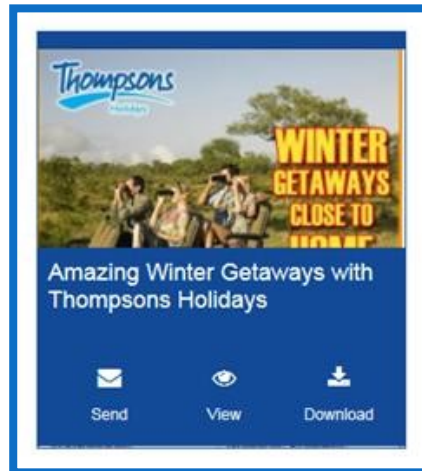 Thompsons
Holidays
WINTER
GETAWAYS
CLOSE TO
HOME
Amazing Winter Getaways with
Thompsons Holidays
Send View Download